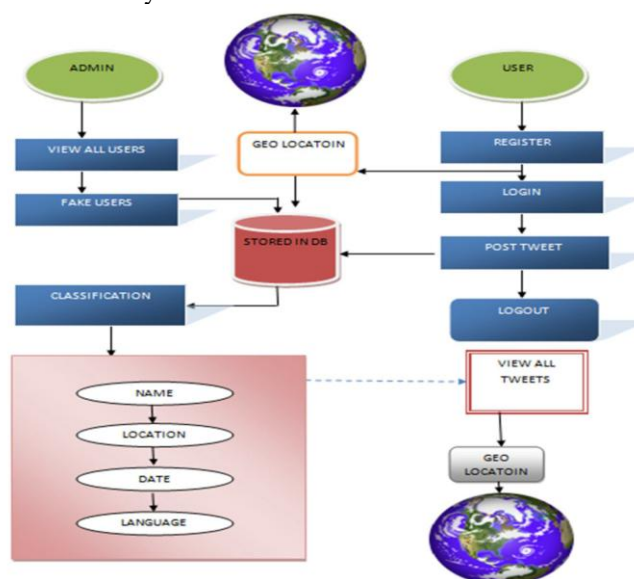 ADMIN
USER
VIEW ALL USERS
GEO LOCATOIN
REGISTER
FAKE USERS
LOGIN
STORED IN DB
POST TWEET
CLASSIFICATION
LOGOUT
VIEW ALL
TWEETS
NAME
LOCATION
DATE
LANGUAGE
GEO
LOCATOIN